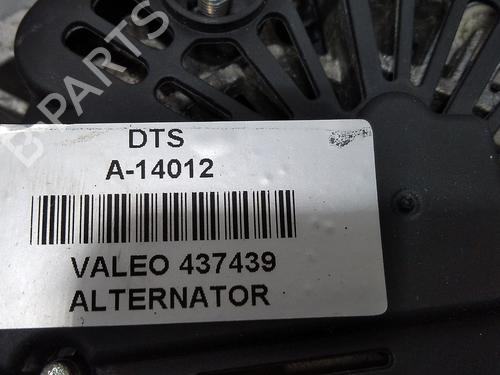 B-PARTS
DTS
A-14012
VALEO 437439
ALTERNATOR